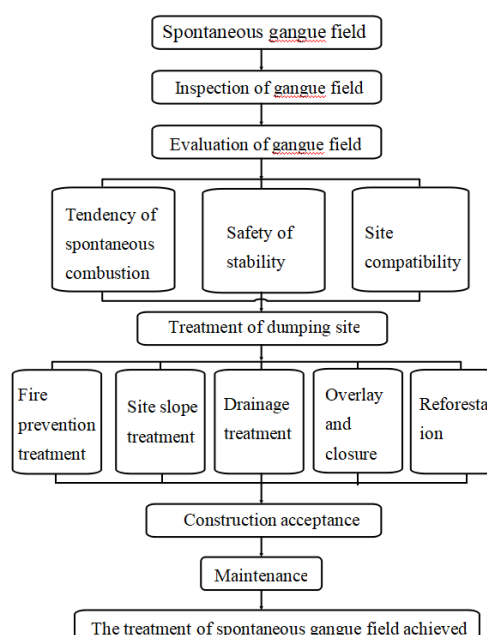 Spontaneous gangue field
Inspection of gangue field
Evaluation of gangue field
Tendency of
spontaneous
combustion
Safety of
stability
Site
compatibility
Treatment of dumping site
Fire
prevention
treatment
Site slope
treatment
Drainage
treatment
Overlay
and
closure
Reforesta
ion
Construction acceptance
Maintenance
The treatment of spontaneous gangue field achieved